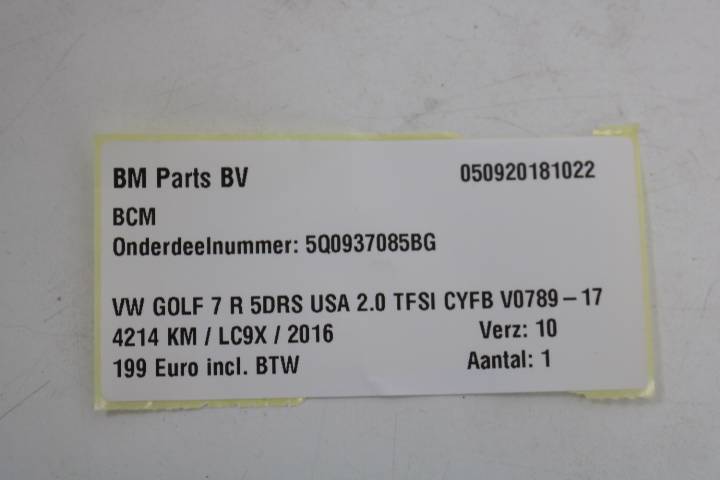 BM Parts BV 050920181022
BCM
Onderdeelnummer: 5Q0937085BG
VW GOLF 7 R 5DRS USA 2.0 TFSI CYFB V0789-17
4214 KM / LC9X / 2016 Verz: 10
199 Euro incl. BTW Aantal: 1